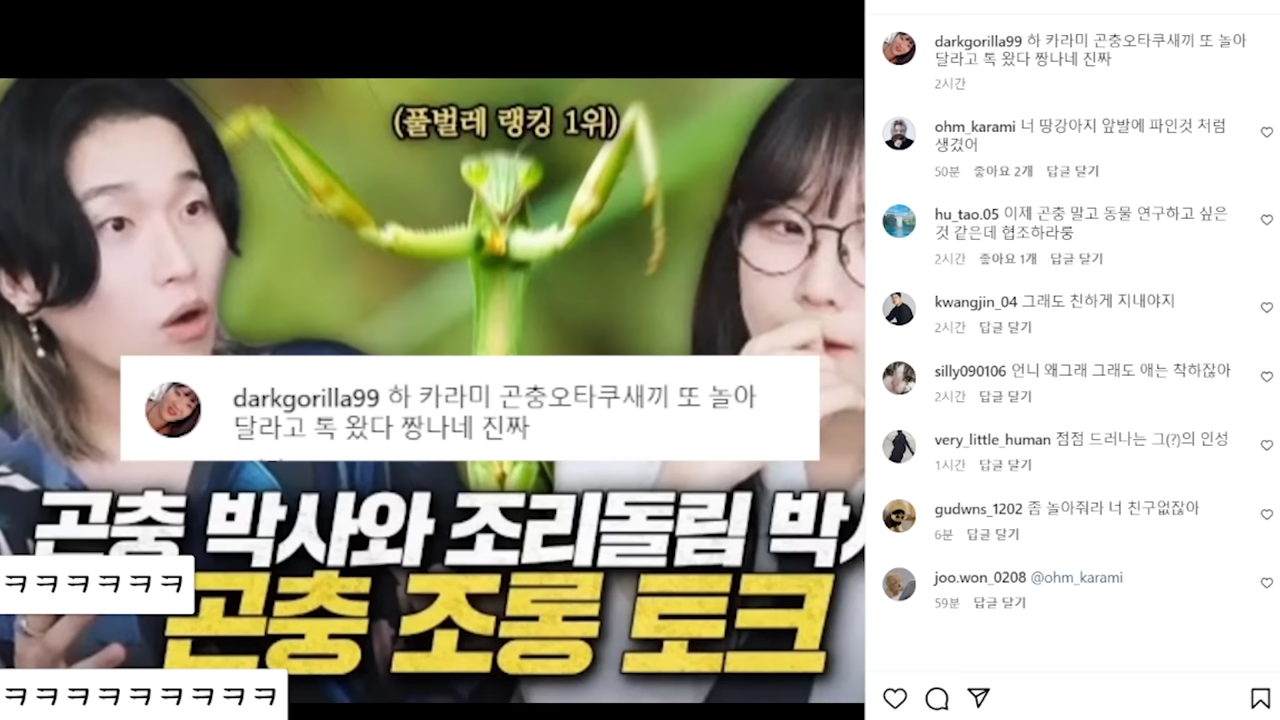 (풀벌레 랭킹 1위)
darkgorilla99 하 카라미 곤충오타쿠새끼 또 놀아
달라고 톡 왔다 짱나네 진짜
곤충 박사와 조리돌림 박사
곤충 조롱 토크
ㅋㅋㅋㅋㅋㅋ
ㅋㅋㅋㅋㅋㅋㅋㅋㅋ
darkgorilla99 하 카라미 곤충오타쿠새끼 또 놀아
달라고 톡 왔다 짱나네 진짜
2시간
ohm_karami 너 땅강아지 앞발에 파인것 처럼
생겼어
50분 좋아요 2개 답글 달기
hu_tao.05 이제 곤충 말고 동물 연구하고 싶은
것 같은데 협조하라룽
2시간 좋아요 1개 답글 달기
kwangjin_04 그래도 친하게 지내야지
2시간 답글 달기
silly090106 언니 왜그래 그래도 애는 착하잖아
2시간 답글 달기
very_little_human 점점 드러나는 그(?)의 인성
1시간 답글 달기
gudwns_1202 좀 놀아줘라 너 친구없잖아
6분 답글 달기
joo.won_0208 @ohm_karami
59분 답글 달기